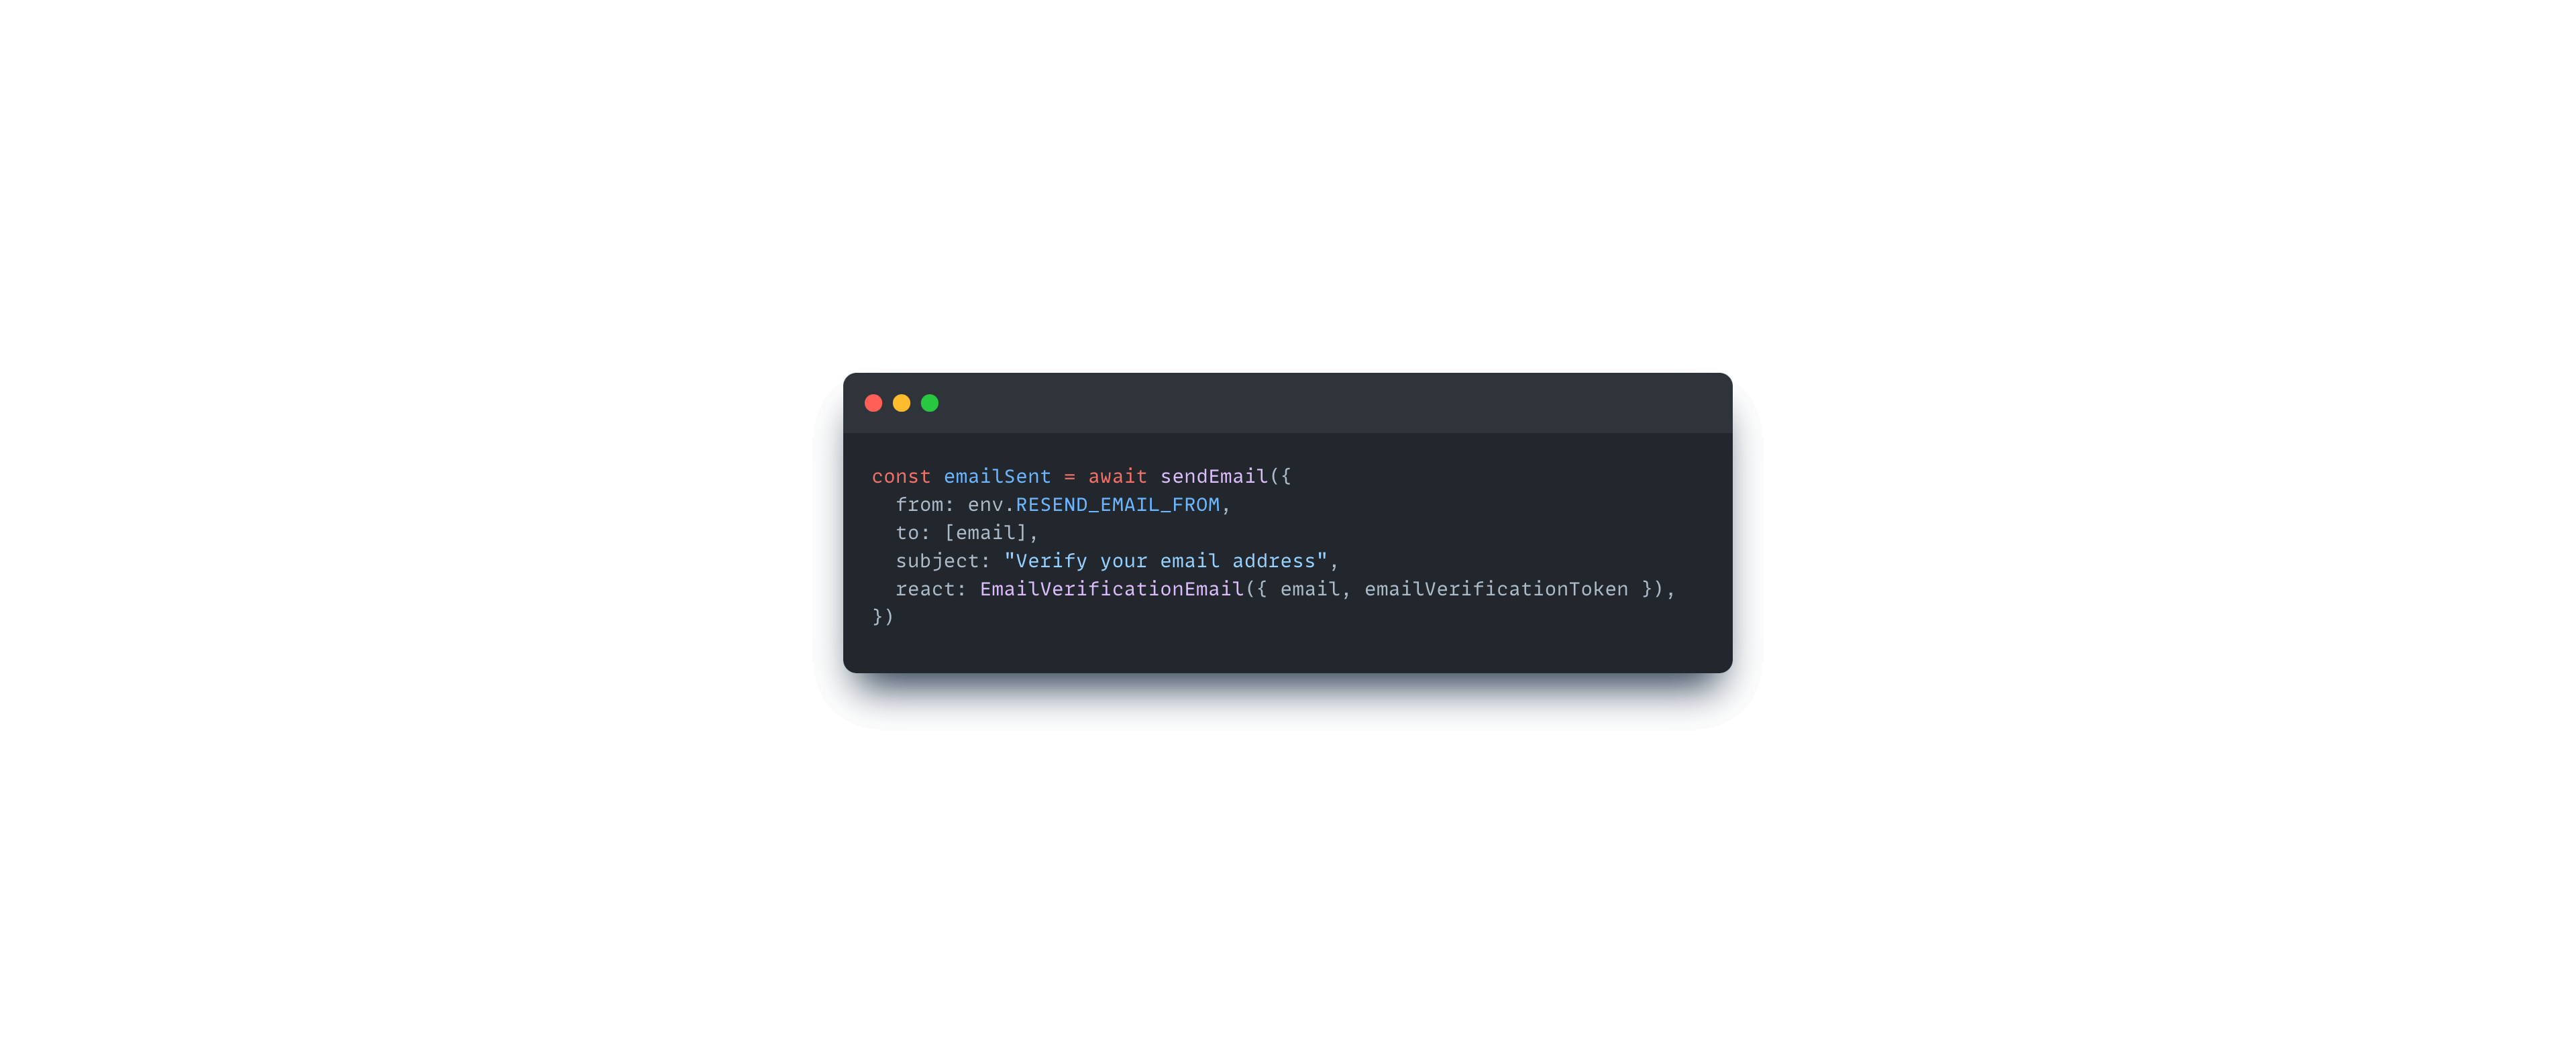 const emailSent = await sendEmail({
  from: env.RESEND_EMAIL_FROM,
  to: [email],
  subject: "Verify your email address",
  react: EmailVerificationEmail({ email, emailVerificationToken }),
})